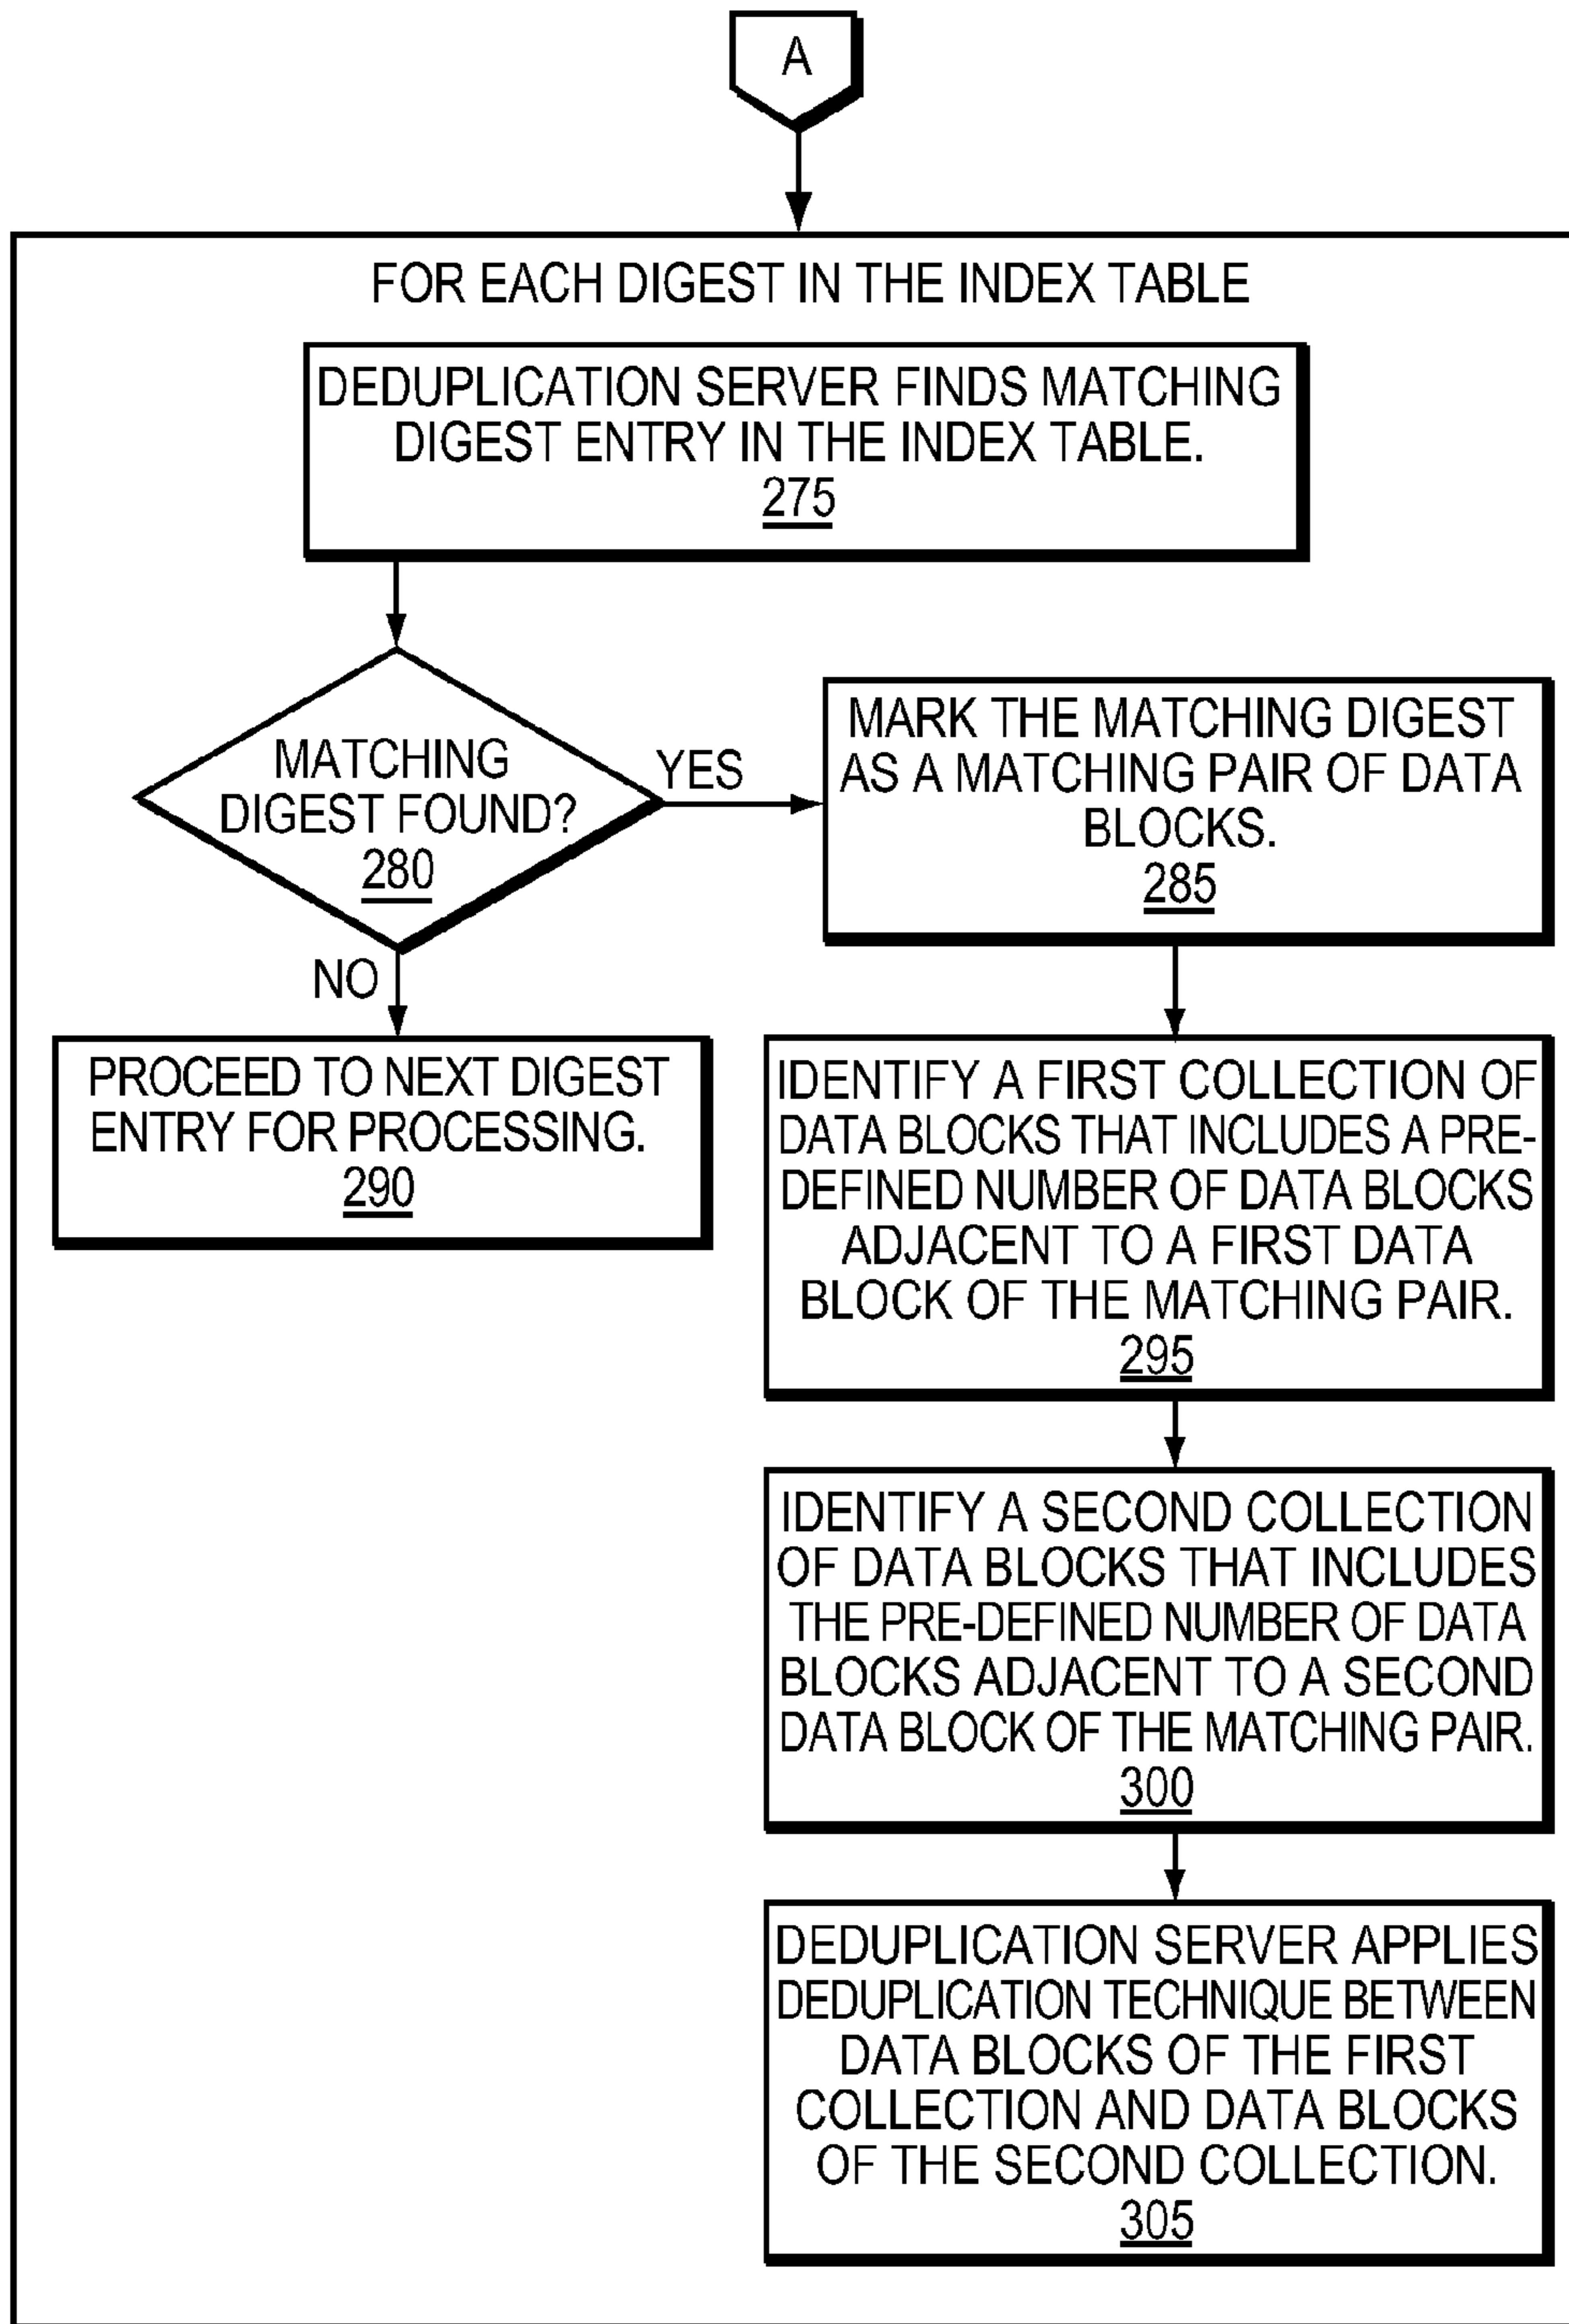 A
FOR EACH DIGEST IN THE INDEX TABLE
DEDUPLICATION SERVER FINDS MATCHING
DIGEST ENTRY IN THE INDEX TABLE.
275
MATCHING
DIGEST FOUND?
280
YES
MARK THE MATCHING DIGEST
AS A MATCHING PAIR OF DATA
BLOCKS.
285
NO
PROCEED TO NEXT DIGEST
ENTRY FOR PROCESSING.
290
IDENTIFY A FIRST COLLECTION OF
DATA BLOCKS THAT INCLUDES A PRE-
DEFINED NUMBER OF DATA BLOCKS
ADJACENT TO A FIRST DATA
BLOCK OF THE MATCHING PAIR.
295
IDENTIFY A SECOND COLLECTION
OF DATA BLOCKS THAT INCLUDES
THE PRE-DEFINED NUMBER OF DATA
BLOCKS ADJACENT TO A SECOND
DATA BLOCK OF THE MATCHING PAIR.
300
DEDUPLICATION SERVER APPLIES
DEDUPLICATION TECHNIQUE BETWEEN
DATA BLOCKS OF THE FIRST
COLLECTION AND DATA BLOCKS
OF THE SECOND COLLECTION.
305